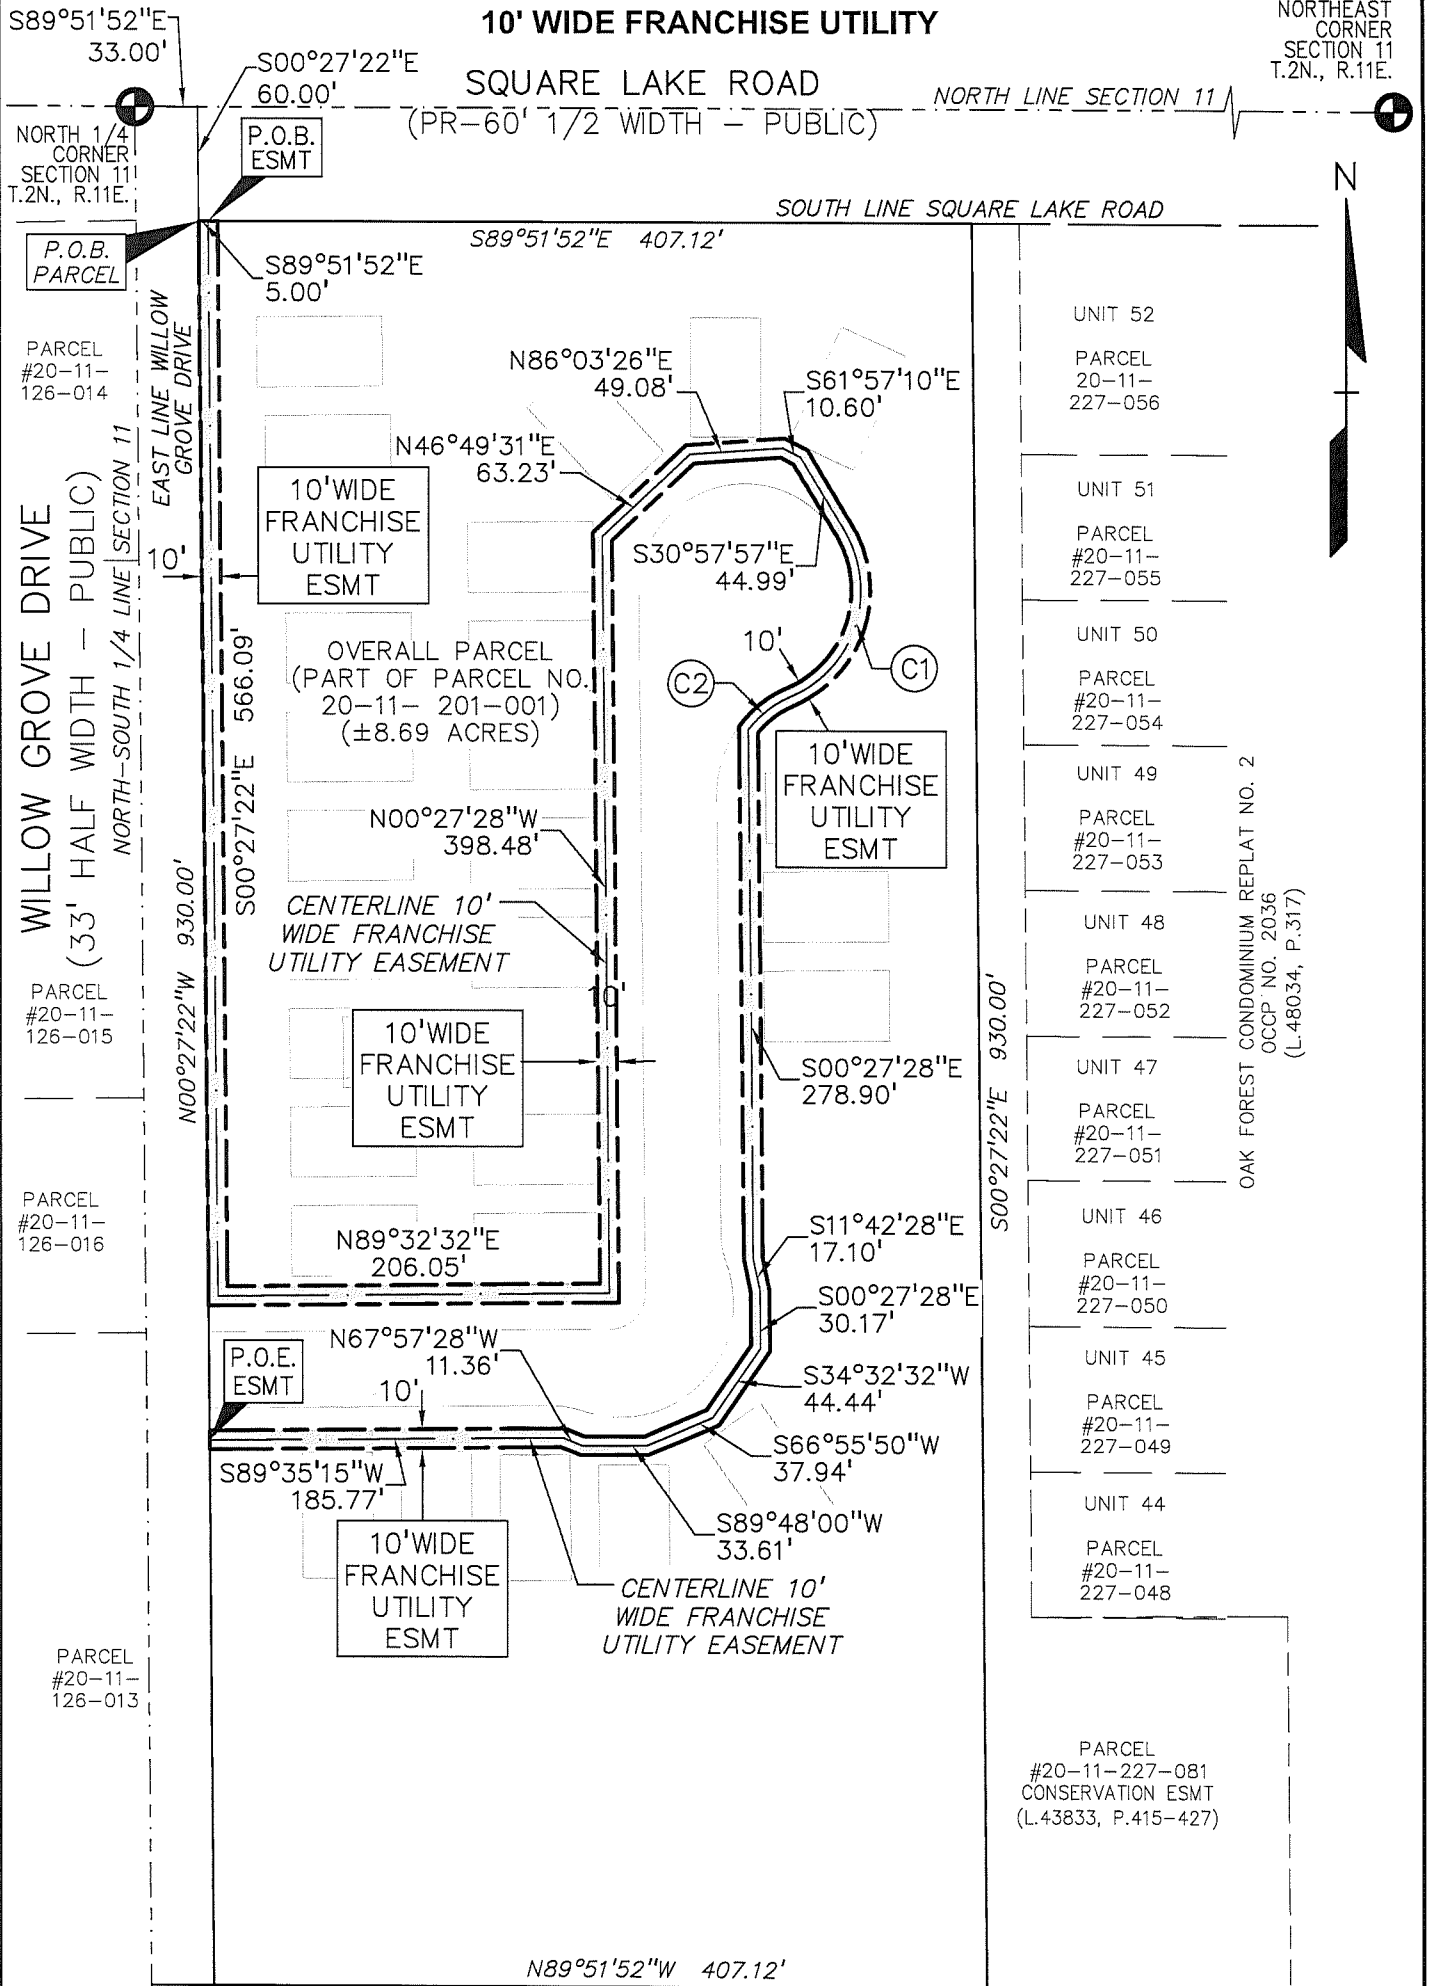 10' WIDE FRANCHISE UTILITY
S89°51'52"E
33.00'
S00°27'22"E
60.00'
SQUARE LAKE ROAD
(PR-60' 1/2 WIDTH - PUBLIC)
NORTH LINE SECTION 11
NORTHEAST
CORNER
SECTION 11
T.2N., R.11E.
NORTH 1/4
CORNER
SECTION 11
T.2N., R.11E.
P.O.B.
ESMT
N
SOUTH LINE SQUARE LAKE ROAD
P.O.B.
PARCEL
S89°51'52"E 407.12'
S89°51'52"E
5.00'
PARCEL
#20-11-
126-014
EAST LINE WILLOW
GROVE DRIVE
N86°03'26"E
49.08'
S61°57'10"E
10.60'
UNIT 52
PARCEL
20-11-
227-056
N46°49'31"E
63.23'
10'WIDE
FRANCHISE
UTILITY
ESMT
10'
S30°57'57"E
44.99'
UNIT 51
PARCEL
#20-11-
227-055
WILLOW GROVE DRIVE
(33' HALF WIDTH - PUBLIC)
NORTH-SOUTH 1/4 LINE SECTION 11
S00°27'22"E 566.09'
OVERALL PARCEL
(PART OF PARCEL NO.
20-11- 201-001)
(±8.69 ACRES)
10'
C2
C1
UNIT 50
PARCEL
#20-11-
227-054
10'WIDE
FRANCHISE
UTILITY
ESMT
UNIT 49
PARCEL
#20-11-
227-053
N00°27'28"W
398.48'
N00°27'22"W 930.00'
CENTERLINE 10'
WIDE FRANCHISE
UTILITY EASEMENT
UNIT 48
PARCEL
#20-11-
227-052
OAK FOREST CONDOMINIUM REPLAT NO. 2
OCCP NO. 2036
(L.48034, P.317)
PARCEL
#20-11-
126-015
10'
10'WIDE
FRANCHISE
UTILITY
ESMT
S00°27'28"E
278.90'
S00°27'22"E 930.00'
UNIT 47
PARCEL
#20-11-
227-051
PARCEL
#20-11-
126-016
N89°32'32"E
206.05'
S11°42'28"E
17.10'
UNIT 46
PARCEL
#20-11-
227-050
S00°27'28"E
30.17'
P.O.E.
ESMT
N67°57'28"W
11.36'
10'
S34°32'32"W
44.44'
UNIT 45
PARCEL
#20-11-
227-049
S66°55'50"W
37.94'
S89°35'15"W
185.77'
S89°48'00"W
33.61'
UNIT 44
PARCEL
#20-11-
227-048
10'WIDE
FRANCHISE
UTILITY
ESMT
CENTERLINE 10'
WIDE FRANCHISE
UTILITY EASEMENT
PARCEL
#20-11-
126-013
PARCEL
#20-11-227-081
CONSERVATION ESMT
(L.43833, P.415-427)
N89°51'52"W 407.12'